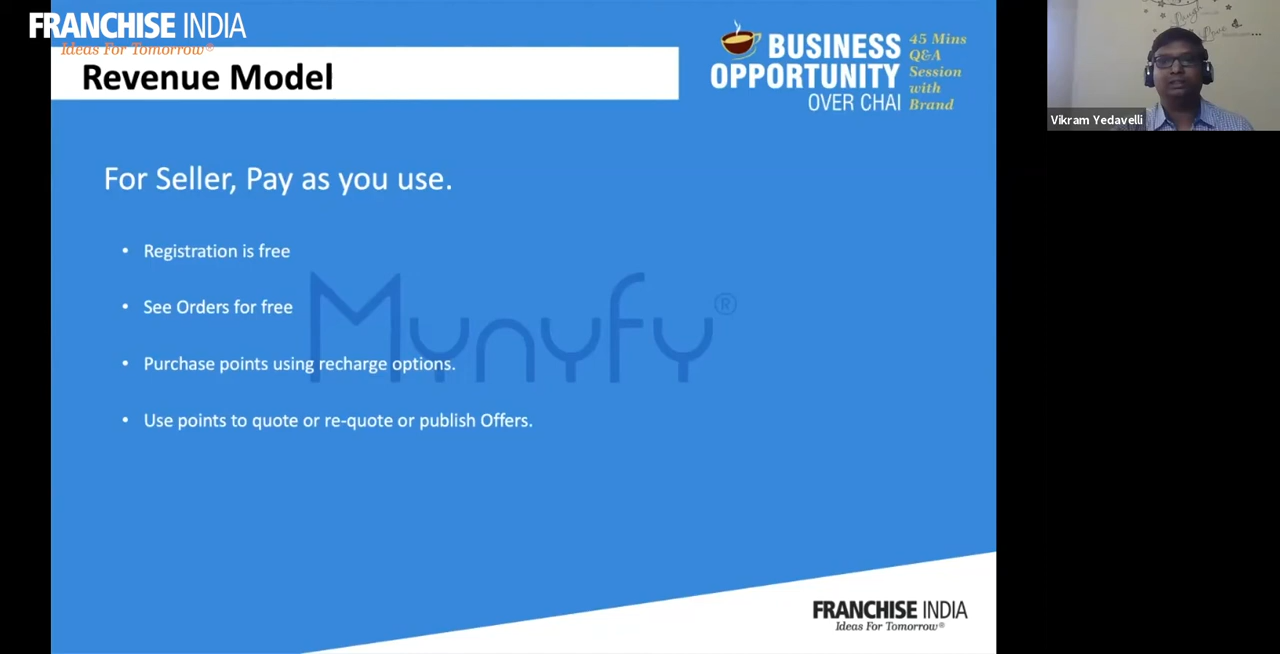 FRANCHISE INDIA
Ideas For Tomorrow®
Revenue Model
BUSINESS
OPPORTUNITY
OVER CHAI
45 Mins
Q&A
Session
with
Brand
Vikram Yedavelli
For Seller, Pay as you use.
• Registration is free
• See Orders for free
• Purchase points using recharge options.
• Use points to quote or re-quote or publish Offers.
Mynyfy®
FRANCHISE INDIA
Ideas For Tomorrow®